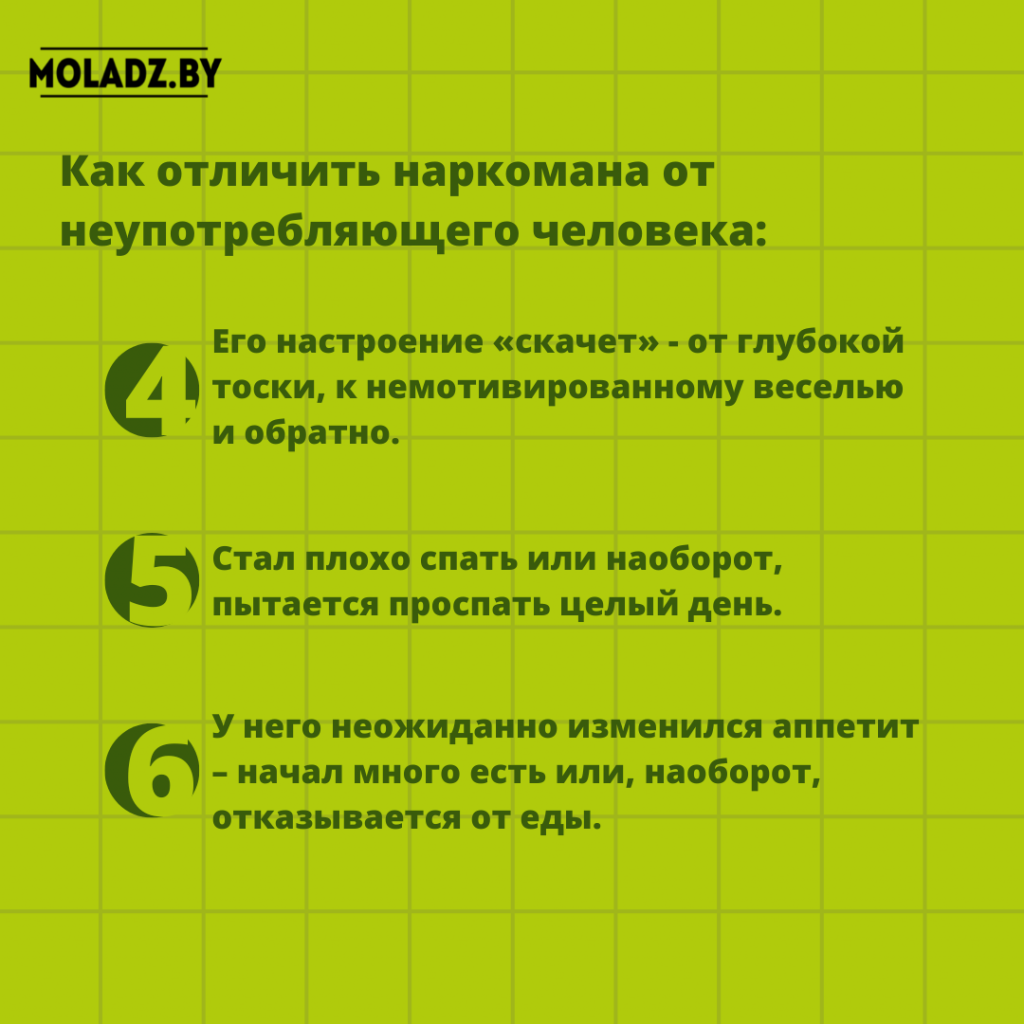 MOLADZ.BY
Как отличить наркомана от
неупотребляющего человека:
4
Его настроение «скачет» - от глубокой
тоски, к немотивированному веселью
и обратно.
5
Стал плохо спать или наоборот,
пытается проспать целый день.
6
У него неожиданно изменился аппетит
– начал много есть или, наоборот,
отказывается от еды.